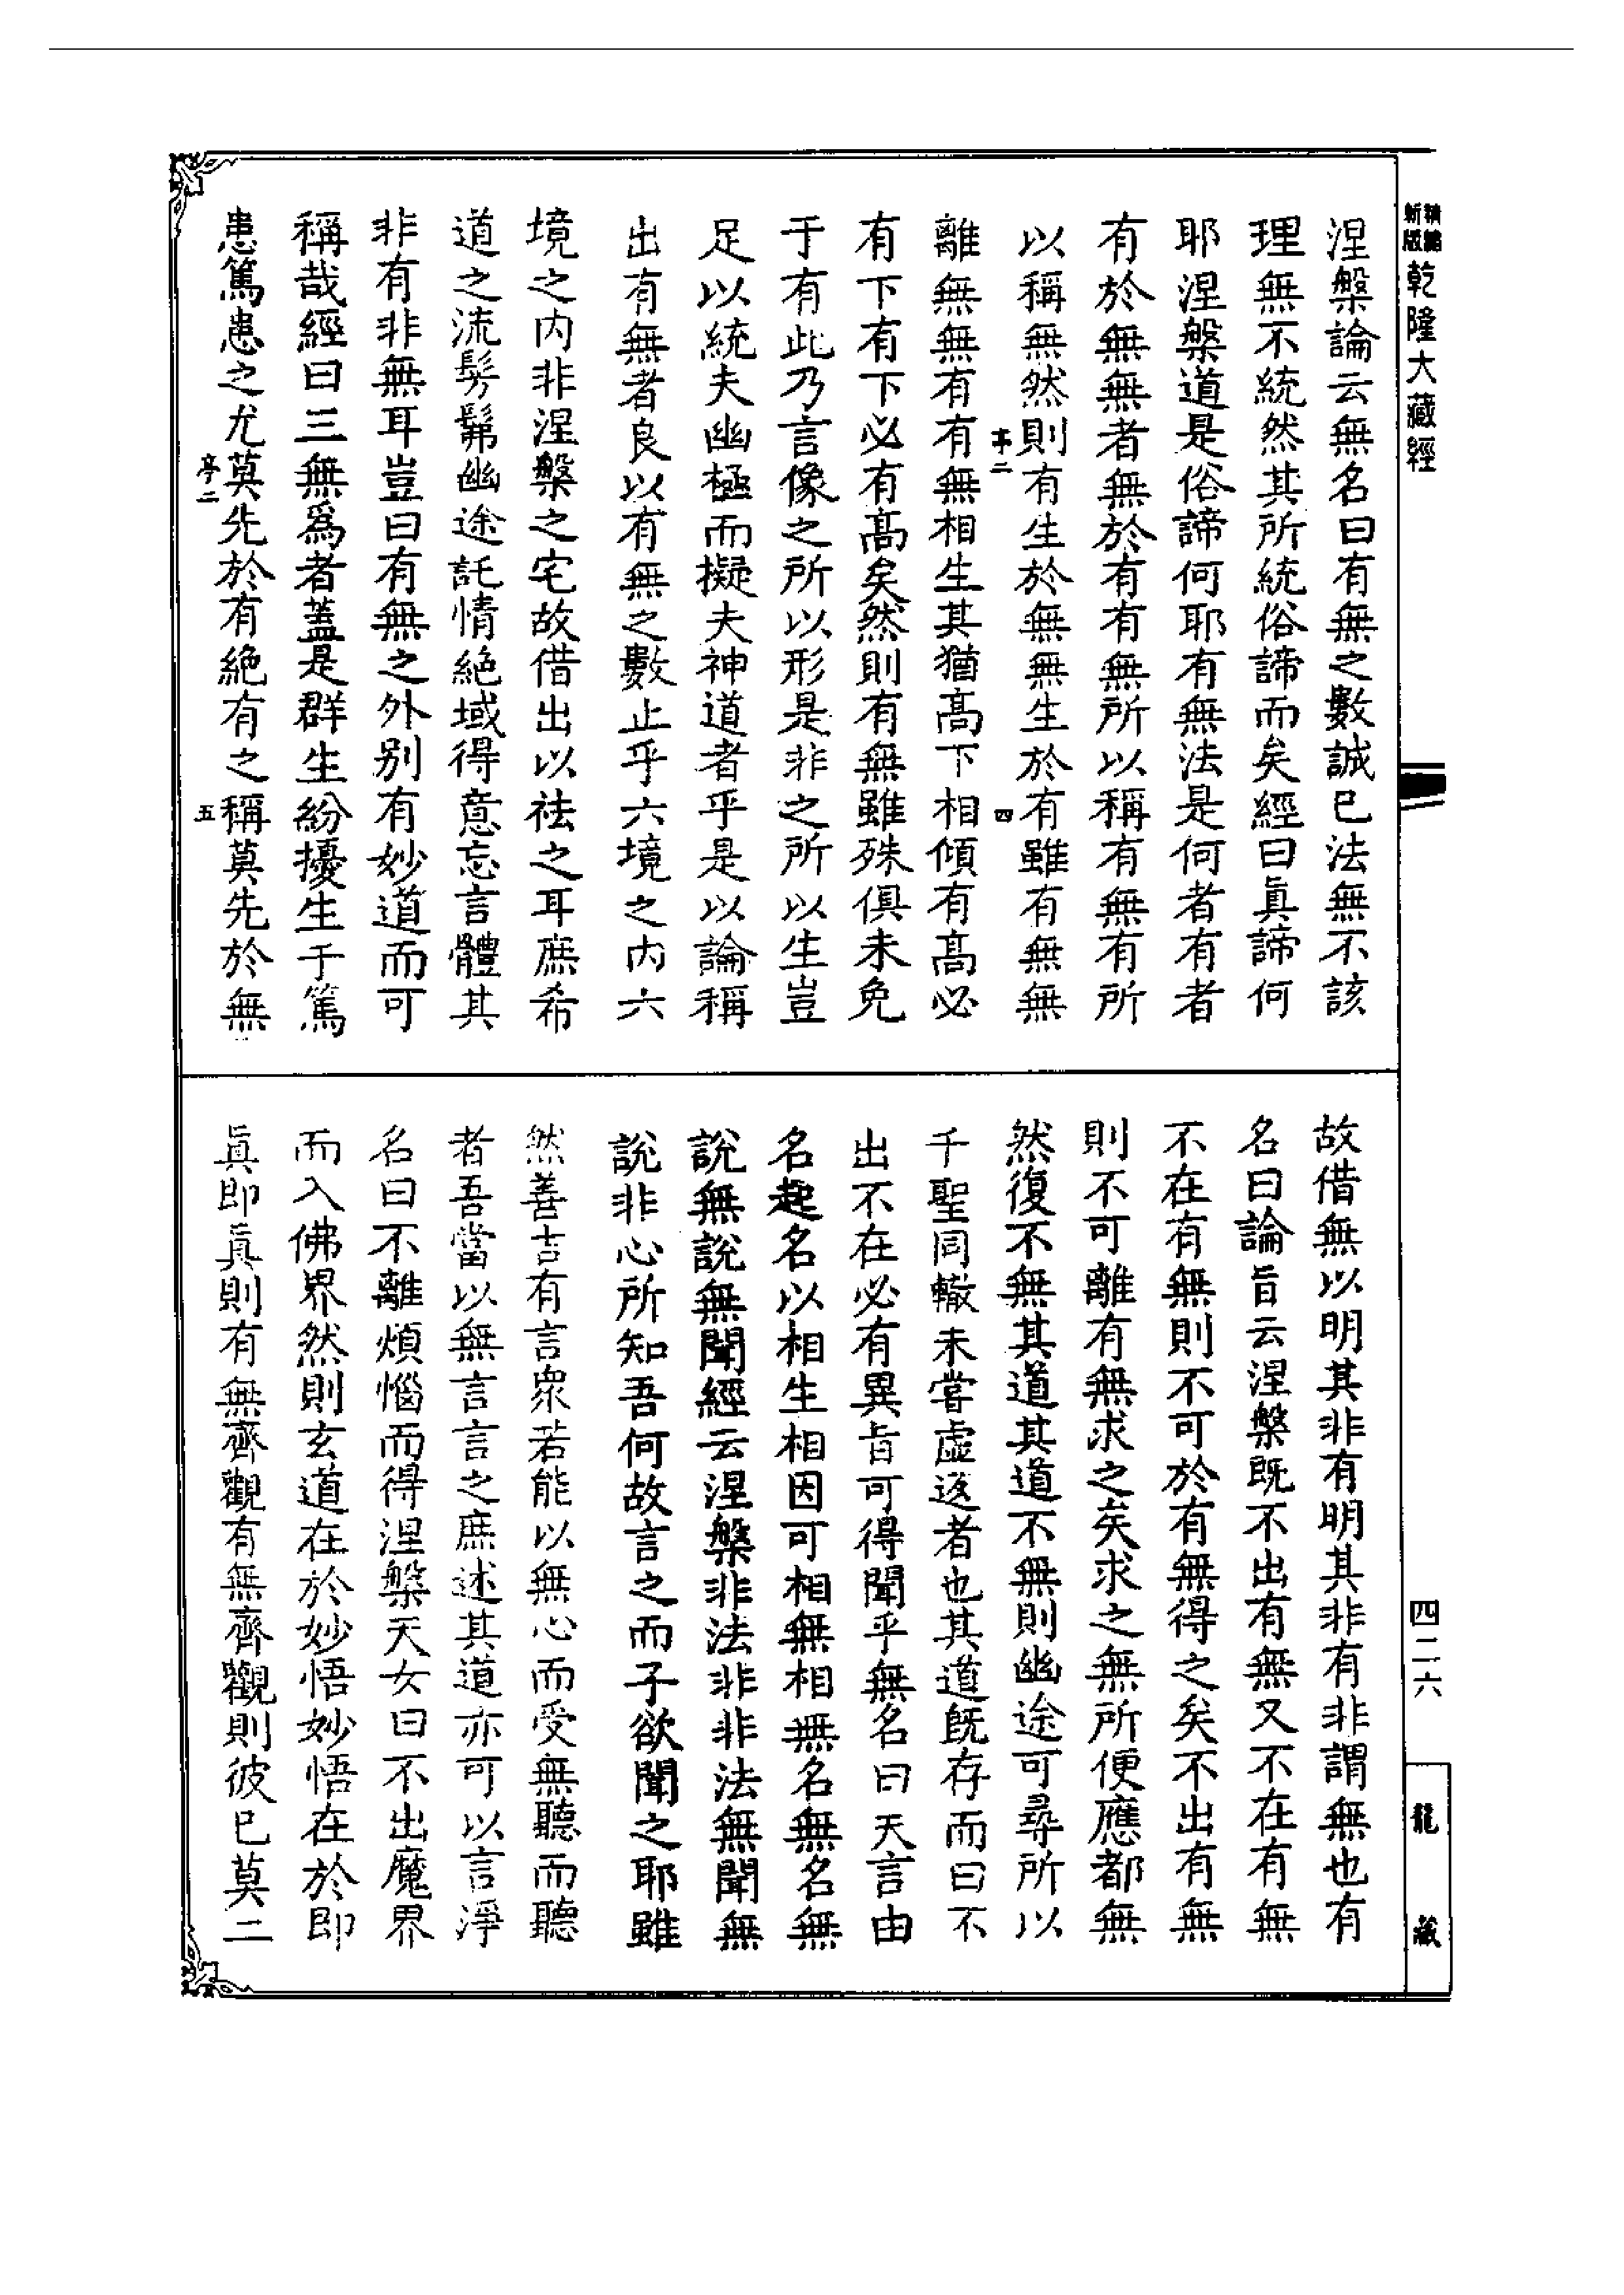 新版精縮乾隆大藏經
涅槃論云無名曰有無之數誠已法無不該
理無不統然其所統俗諦而矣經曰眞諦何
耶涅槃道是俗諦何耶有無法是何者有者
有於無無者無於有有無所以稱有無有所
以稱無然則有生於無無生於有雖有無無
亭二
四
離無無有有無相生其猶高下相傾有高必
有下有下必有高矣然則有無雖殊俱未免
于有此乃言像之所以形是非之所以生豈
足以統夫幽極而擬夫神道者乎是以論稱
出有無者良以有無之數止乎六境之內六
境之內非涅槃之宅故借出以祛之耳庶希
道之流髣髴幽途託情絶域得意忘言體其
非有非無耳豈曰有無之外別有妙道而可
稱哉經曰三無爲者蓋是群生紛擾生于篤
患篤患之尤莫先於有絶有之稱莫先於無
亭二
五
故借無以明其非有明其非有非謂無也有
名曰論旨云涅槃既不出有無又不在有無
不在有無則不可於有無得之矣不出有無
則不可離有無求之矣求之無所便應都無
然復不無其道其道不無則幽途可尋所以
千聖同轍未嘗虛返者也其道既存而曰不
出不在必有異旨可得聞乎無名曰夫言由
名起名以相生相因可相無相無名無名無
說無說無聞經云涅槃非法非非法無聞無
說非心所知吾何故言之而子欲聞之耶雖
然善吉有言衆若能以無心而受無聽而聽
者吾當以無言言之庶述其道亦可以言淨
名曰不離煩惱而得涅槃天女曰不出魔界
而入佛界然則玄道在於妙悟妙悟在於即
眞即眞則有無齊觀有無齊觀則彼已莫二
四二六
龍藏